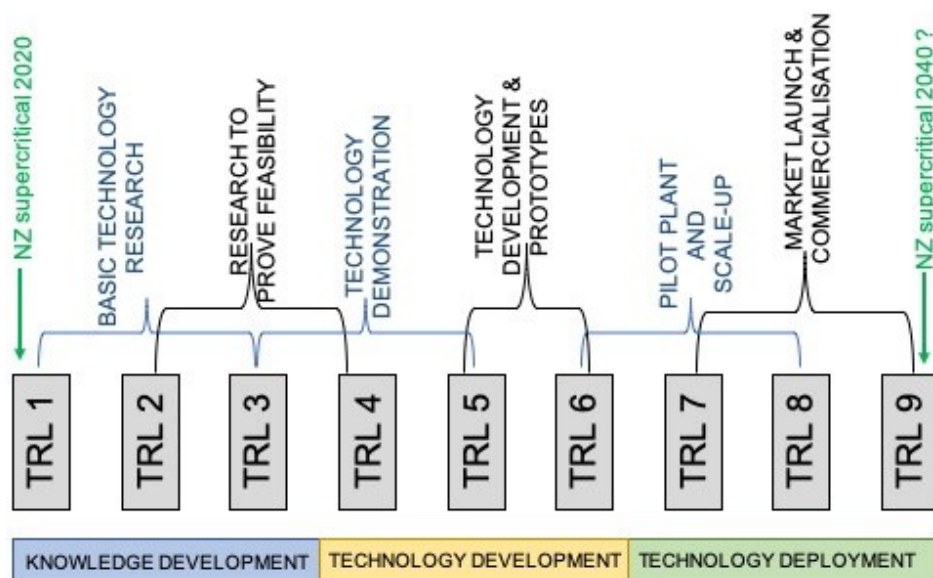 NZ supercritical 2020
BASIC TECHNOLOGY
RESEARCH
RESEARCH TO
PROVE FEASIBILITY
TECHNOLOGY
DEMONSTRATION
TECHNOLOGY
DEVELOPMENT &
PROTOTYPES
PILOT PLANT
AND
SCALE-UP
MARKET LAUNCH &
COMMERCIALISATION
NZ supercritical 2040 ?
TRL 1
TRL 2
TRL 3
TRL 4
TRL 5
TRL 6
TRL 7
TRL 8
TRL 9
KNOWLEDGE DEVELOPMENT
TECHNOLOGY DEVELOPMENT
TECHNOLOGY DEPLOYMENT